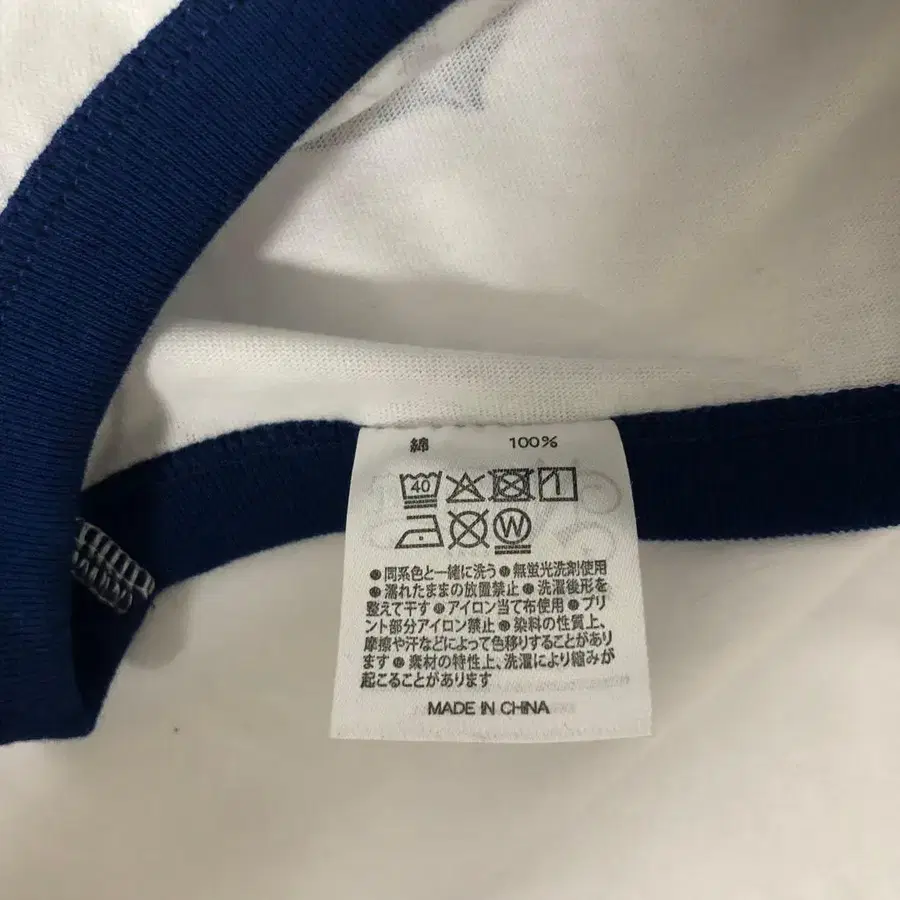 綿 100%
40
W
●同系色と一緒に洗う●無蛍光洗剤使用
●濡れたままの放置禁止●洗濯後形を
整えて干す●アイロン当て布使用●プリ
ント部分アイロン禁止●染料の性質上、
摩擦や汗などによって色移りすることがあり
ます●素材の特性上、洗濯により縮みが
起こることがあります
MADE IN CHINA